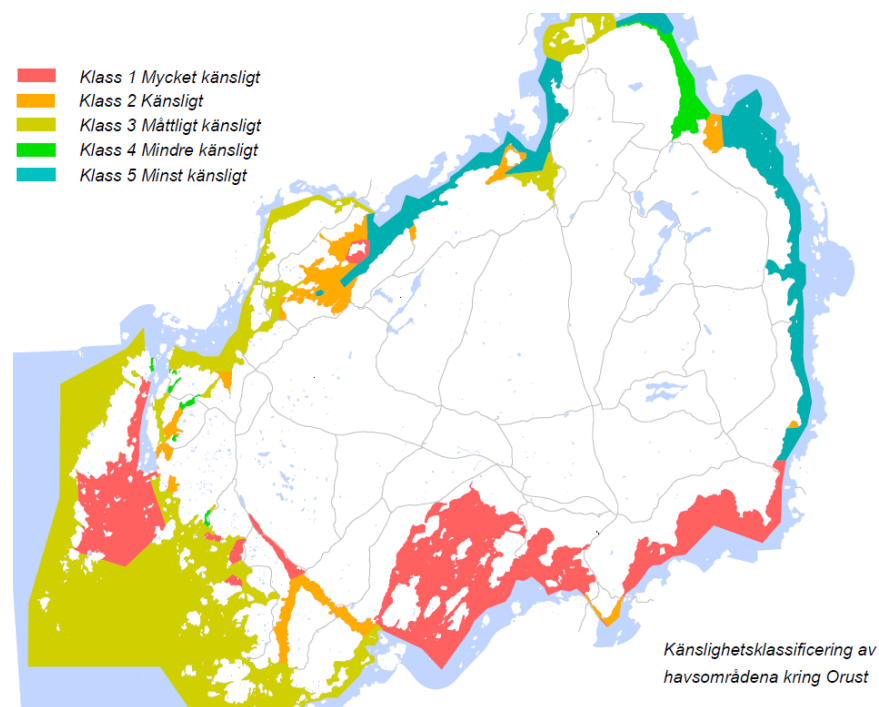 Klass 1 Mycket känsligt
Klass 2 Känsligt
Klass 3 Måttligt känsligt
Klass 4 Mindre känsligt
Klass 5 Minst känsligt
Känslighetsklassificering av
havsområdena kring Orust